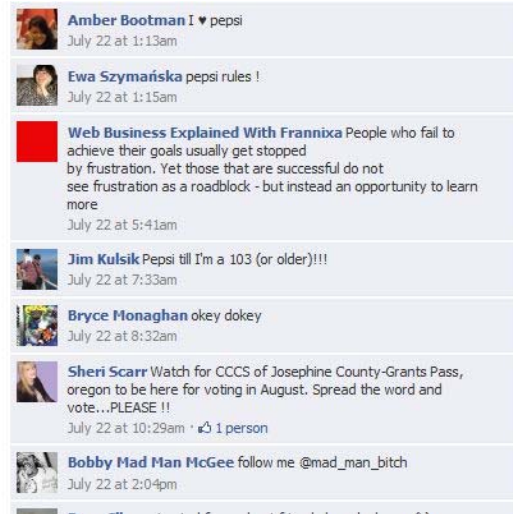 Amber Bootman I ♥ pepsi
July 22 at 1:13am
Ewa Szymańska pepsi rules !
July 22 at 1:15am
Web Business Explained With Frannixa People who fail to
achieve their goals usually get stopped
by frustration. Yet those that are successful do not
see frustration as a roadblock - but instead an opportunity to learn
more
July 22 at 5:41am
Jim Kulsik Pepsi till I'm a 103 (or older)!!!
July 22 at 7:33am
Bryce Monaghan okey dokey
July 22 at 8:32am
Sheri Scarr Watch for CCCS of Josephine County-Grants Pass,
oregon to be here for voting in August. Spread the word and
vote...PLEASE !!
July 22 at 10:29am · 1 person
Bobby Mad Man McGee follow me @mad_man_bitch
July 22 at 2:04pm